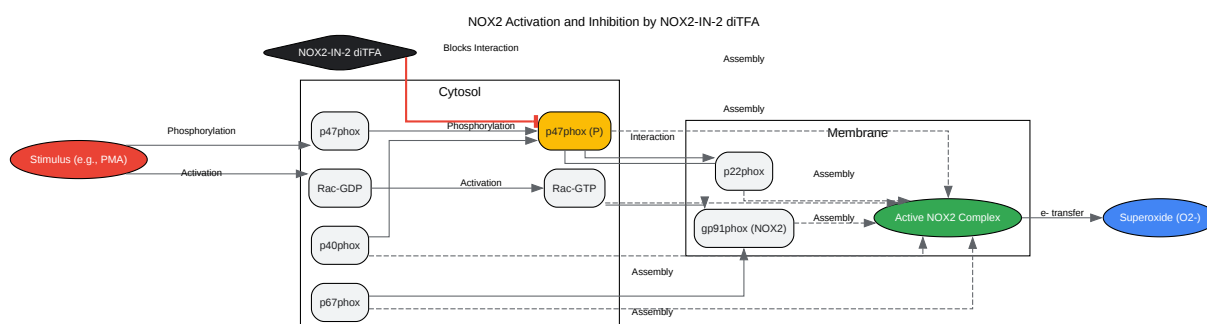 NOX2 Activation and Inhibition by NOX2-IN-2 diTFA
NOX2-IN-2 diTFA
Blocks Interaction
Assembly
Cytosol
Assembly
p47phox
Phosphorylation
Phosphorylation
p47phox (P)
Interaction
Membrane
Stimulus (e.g., PMA)
Activation
Rac-GDP
Activation
Rac-GTP
p22phox
Assembly
p40phox
gp91phox (NOX2)
Assembly
Active NOX2 Complex
e- transfer
Superoxide (O2-)
Assembly
p67phox
Assembly